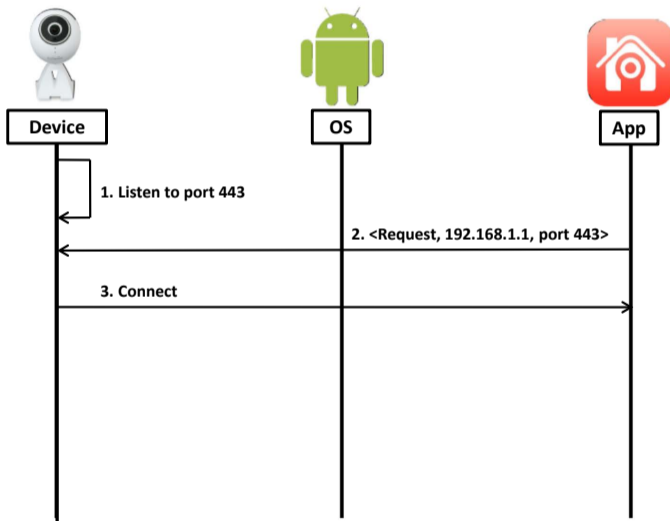 Device
OS
App
1. Listen to port 443
2. <Request, 192.168.1.1, port 443>
3. Connect